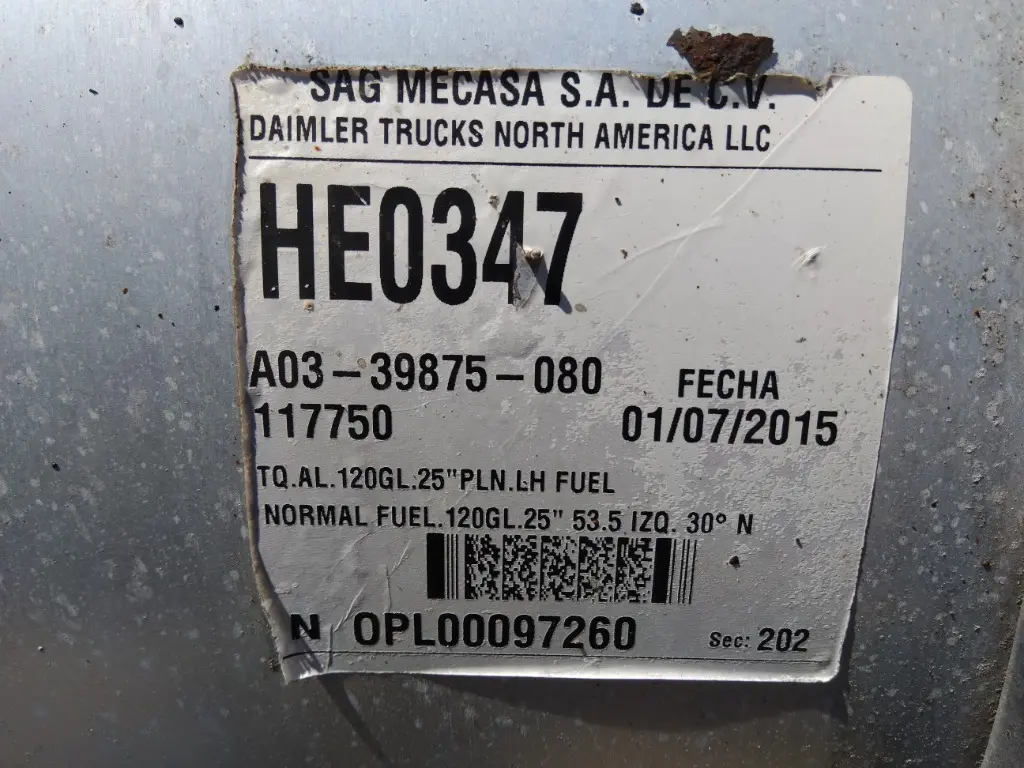 SAG MECASA S.A. DE C.V.
DAIMLER TRUCKS NORTH AMERICA LLC
HE0347
A03-39875-080
FECHA
117750
01/07/2015
TQ.AL.120GL.25"PLN.LH FUEL
NORMAL FUEL.120GL.25" 53.5 IZQ. 30° N
N OPL00097260 Sec: 202